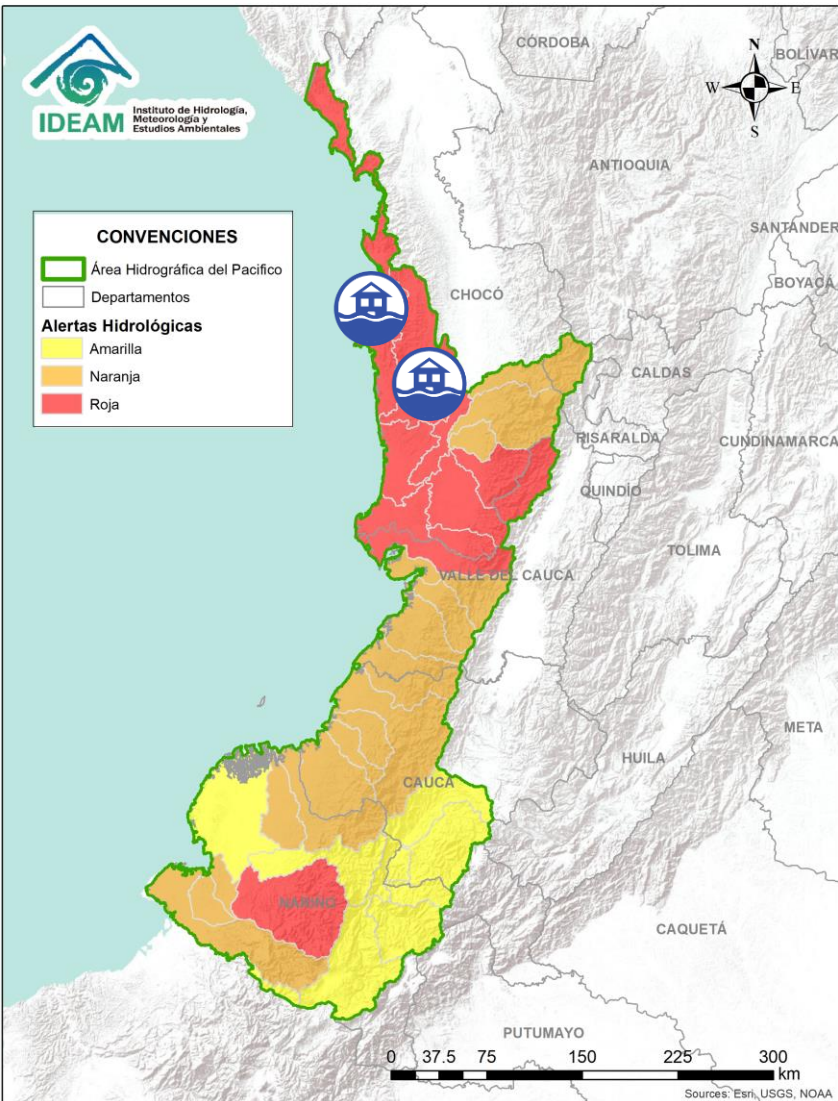 IDEAM
Instituto de Hidrología,
Meteorología y
Estudios Ambientales
N
W
E
S
CÓRDOBA
BOLÍVAR
ANTIOQUIA
SANTANDER
BOYACÁ
CHOCÓ
CONVENCIONES
Área Hidrográfica del Pacifico
Departamentos
Alertas Hidrológicas
Amarilla
Naranja
Roja
CALDAS
RISARALDA
CUNDINAMARCA
QUINDÍO
TOLIMA
VALLE DEL CAUCA
META
HUILA
CAUCA
NARIÑO
CAQUETÁ
PUTUMAYO
0 37.5 75 150 225 300
km
Sources: Esri, USGS, NOAA